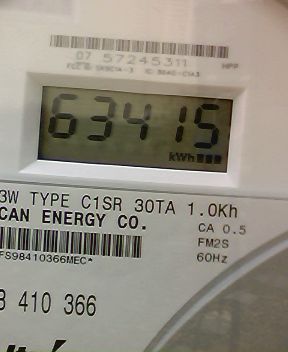 07 57245311
HPP
63415
kWh
3W TYPE C1SR 30TA 1.0Kh
CAN ENERGY CO.
CA 0.5
FM2S
60Hz
FS98410366MEC*
410 366